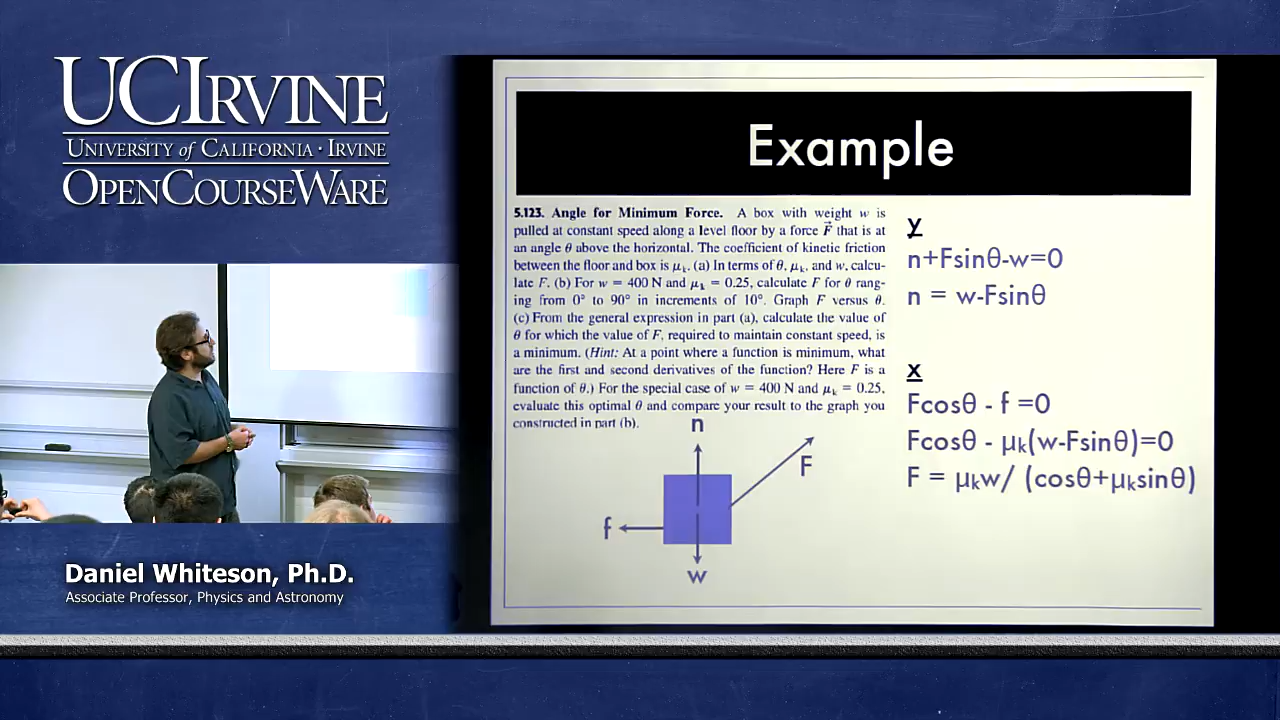 UCIRVINE
UNIVERSITY of CALIFORNIA · IRVINE
OPENCOURSEWARE
Example
5.123. Angle for Minimum Force. A box with weight w is
pulled at constant speed along a level floor by a force F⃗ that is at
an angle θ above the horizontal. The coefficient of kinetic friction
between the floor and box is μk. (a) In terms of θ, μk, and w, calcu-
late F. (b) For w = 400 N and μk = 0.25, calculate F for θ rang-
ing from 0° to 90° in increments of 10°. Graph F versus θ.
(c) From the general expression in part (a), calculate the value of
θ for which the value of F, required to maintain constant speed, is
a minimum. (Hint: At a point where a function is minimum, what
are the first and second derivatives of the function? Here F is a
function of θ.) For the special case of w = 400 N and μk = 0.25,
evaluate this optimal θ and compare your result to the graph you
constructed in part (b).
n
F
f
w
y
n+Fsinθ-w=0
n = w-Fsinθ
x
Fcosθ - f =0
Fcosθ - μk(w-Fsinθ)=0
F = μkw/ (cosθ+μksinθ)
Daniel Whiteson, Ph.D.
Associate Professor, Physics and Astronomy